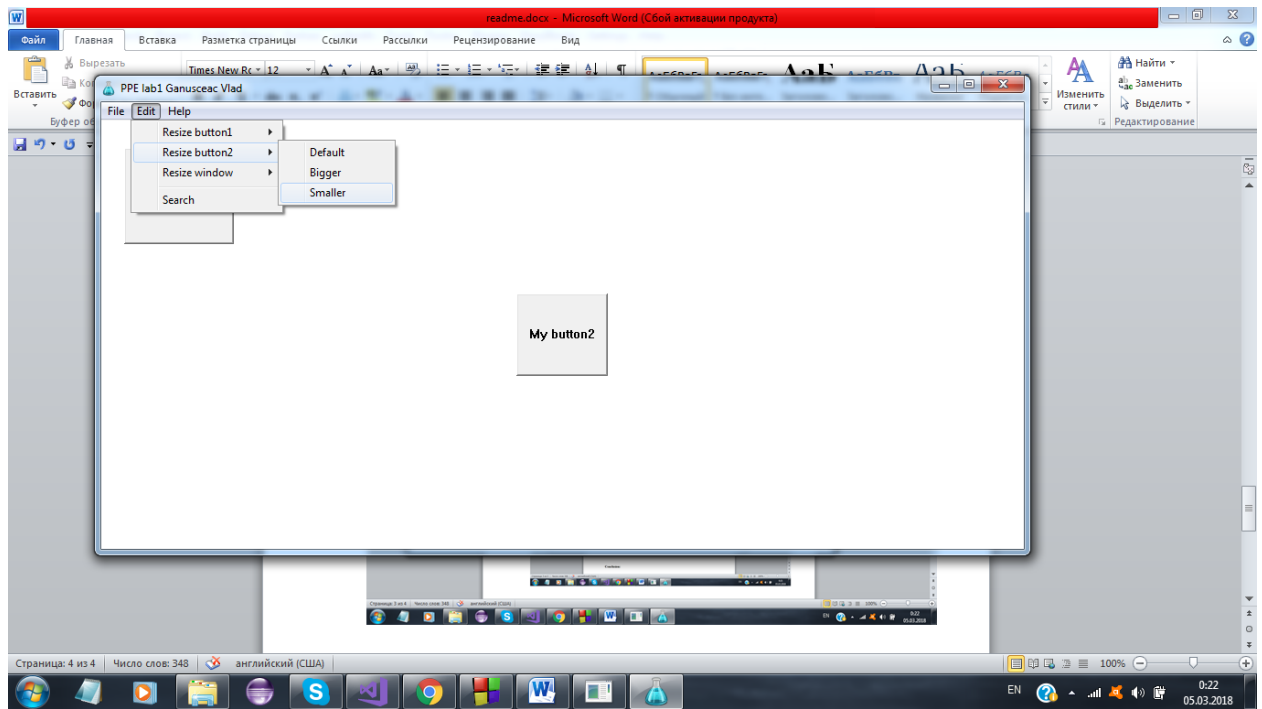 readme.docx - Microsoft Word (Сбой активации продукта)
Файл Главная Вставка Разметка страницы Ссылки Рассылки Рецензирование Вид
Вырезать
Вставить
Times New Rc 12
Изменить стили
Найти
Заменить
Выделить
Редактирование
PPE lab1 Ganusceac Vlad
File Edit Help
Resize button1
Resize button2
Resize window
Search
Default
Bigger
Smaller
My button2
Страница: 4 из 4 Число слов: 348 английский (США) 100%
EN 0:22
05.03.2018